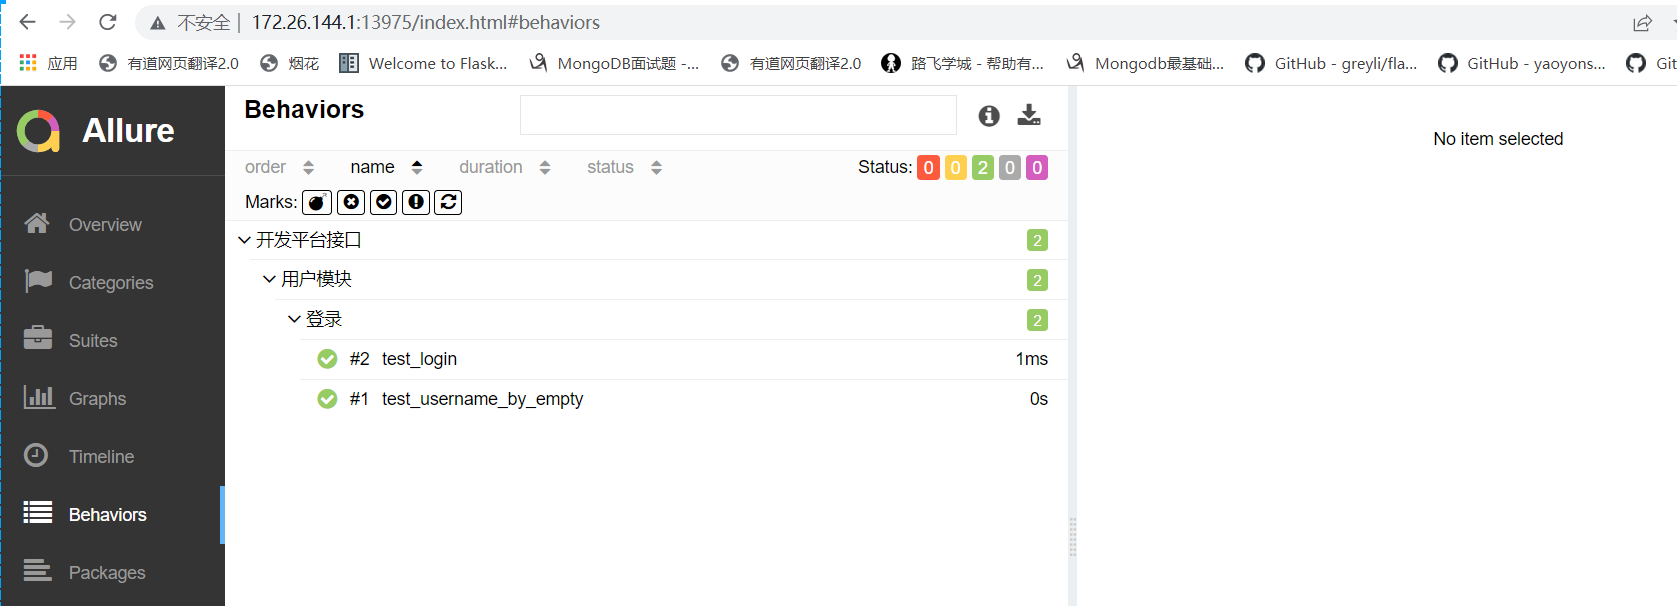 不安全 | 172.26.144.1:13975/index.html#behaviors
应用 有道网页翻译2.0 烟花 Welcome to Flask... MongoDB面试题 -... 有道网页翻译2.0 路飞学城 - 帮助有... Mongodb最基础... GitHub - greyli/fla... GitHub - yaoyons... Git
Allure
Overview
Categories
Suites
Graphs
Timeline
Behaviors
Packages
Behaviors
order name duration status Status: 0 0 2 0 0
Marks:
开发平台接口 2
用户模块 2
登录 2
#2 test_login 1ms
#1 test_username_by_empty 0s
No item selected